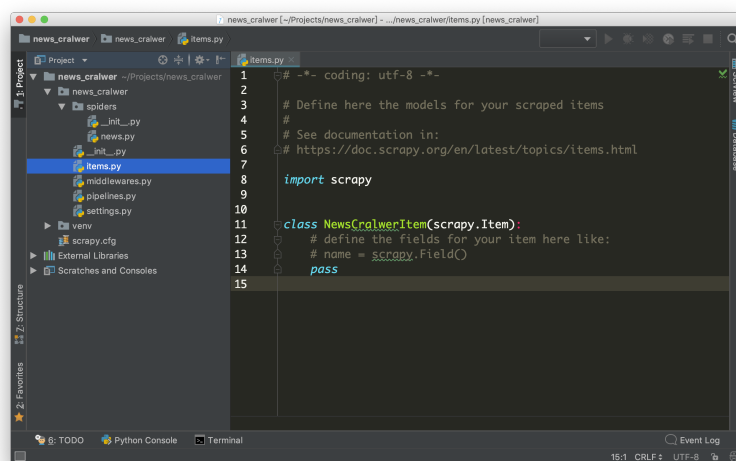 news_cralwer [~/Projects/news_cralwer] - .../news_cralwer/items.py [news_cralwer]
news_cralwer news_cralwer items.py
Project
items.py
1: Project
news_cralwer ~/Projects/news_cralwer
news_cralwer
spiders
__init__.py
news.py
__init__.py
items.py
middlewares.py
pipelines.py
settings.py
venv
scrapy.cfg
External Libraries
Scratches and Consoles
1 # -*- coding: utf-8 -*-
2
3 # Define here the models for your scraped items
4 #
5 # See documentation in:
6 # https://doc.scrapy.org/en/latest/topics/items.html
7
8 import scrapy
9
10
11 class NewsCralwerItem(scrapy.Item):
12 # define the fields for your item here like:
13 # name = scrapy.Field()
14 pass
15
SciView
Database
Z: Structure
2: Favorites
6: TODO Python Console Terminal Event Log
15:1 CRLF UTF-8